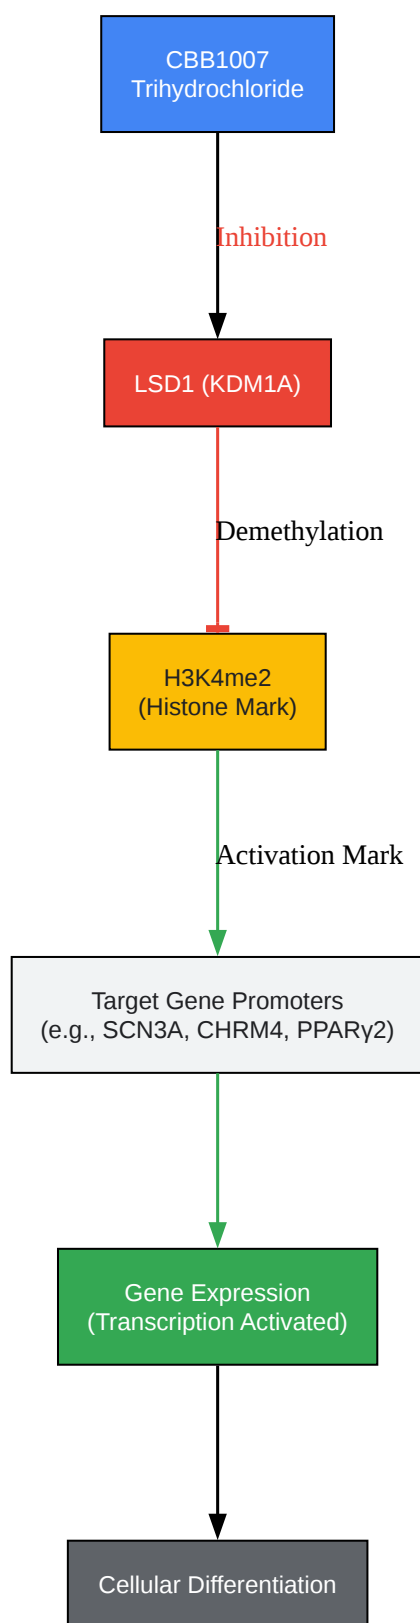 CBB1007
Trihydrochloride
Inhibition
LSD1 (KDM1A)
Demethylation
H3K4me2
(Histone Mark)
Activation Mark
Target Gene Promoters
(e.g., SCN3A, CHRM4, PPARγ2)
Gene Expression
(Transcription Activated)
Cellular Differentiation